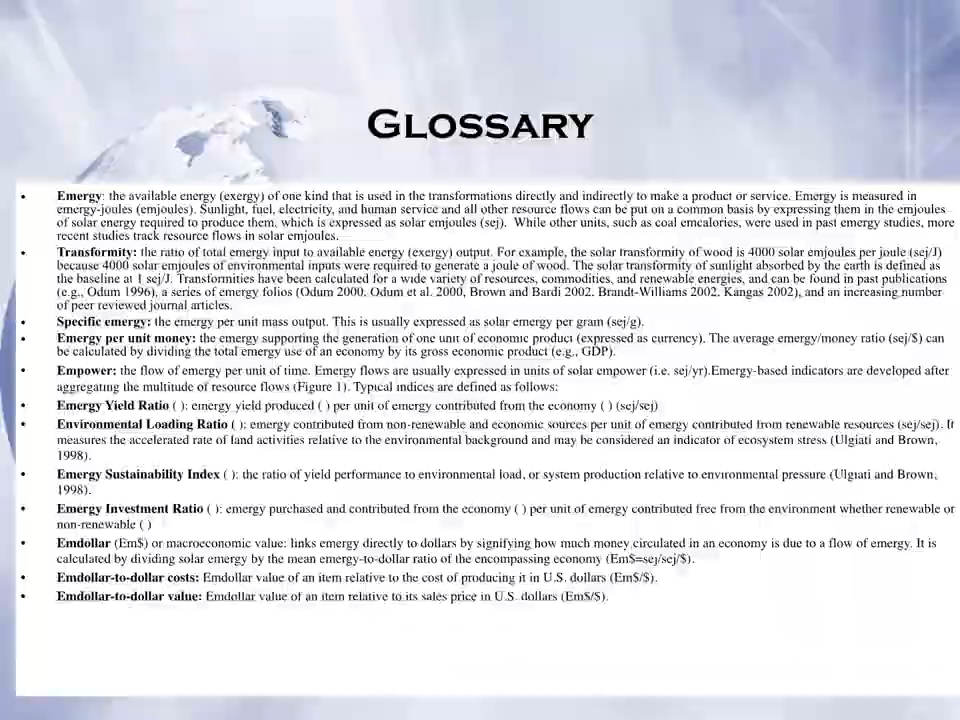 GLOSSARY
• Emergy: the available energy (exergy) of one kind that is used in the transformations directly and indirectly to make a product or service. Emergy is measured in
emergy-joules (emjoules). Sunlight, fuel, electricity, and human service and all other resource flows can be put on a common basis by expressing them in the emjoules
of solar energy required to produce them, which is expressed as solar emjoules (sej). While other units, such as coal emcalories, were used in past emergy studies, more
recent studies track resource flows in solar emjoules.
• Transformity: the ratio of total emergy input to available energy (exergy) output. For example, the solar transformity of wood is 4000 solar emjoules per joule (sej/J)
because 4000 solar emjoules of environmental inputs were required to generate a joule of wood. The solar transformity of sunlight absorbed by the earth is defined as
the baseline at 1 sej/J. Transformities have been calculated for a wide variety of resources, commodities, and renewable energies, and can be found in past publications
(e.g., Odum 1996), a series of emergy folios (Odum 2000, Odum et al. 2000, Brown and Bardi 2002, Brandt-Williams 2002, Kangas 2002), and an increasing number
of peer reviewed journal articles.
• Specific emergy: the emergy per unit mass output. This is usually expressed as solar emergy per gram (sej/g).
• Emergy per unit money: the emergy supporting the generation of one unit of economic product (expressed as currency). The average emergy/money ratio (sej/$) can
be calculated by dividing the total emergy use of an economy by its gross economic product (e.g., GDP).
• Empower: the flow of emergy per unit of time. Emergy flows are usually expressed in units of solar empower (i.e. sej/yr).Emergy-based indicators are developed after
aggregating the multitude of resource flows (Figure 1). Typical indices are defined as follows:
• Emergy Yield Ratio ( ): emergy yield produced ( ) per unit of emergy contributed from the economy ( ) (sej/sej)
• Environmental Loading Ratio ( ): emergy contributed from non-renewable and economic sources per unit of emergy contributed from renewable resources (sej/sej). It
measures the accelerated rate of land activities relative to the environmental background and may be considered an indicator of ecosystem stress (Ulgiati and Brown,
1998).
• Emergy Sustainability Index ( ): the ratio of yield performance to environmental load, or system production relative to environmental pressure (Ulgiati and Brown,
1998).
• Emergy Investment Ratio ( ): emergy purchased and contributed from the economy ( ) per unit of emergy contributed free from the environment whether renewable or
non-renewable ( )
• Emdollar (Em$) or macroeconomic value: links emergy directly to dollars by signifying how much money circulated in an economy is due to a flow of emergy. It is
calculated by dividing solar emergy by the mean emergy-to-dollar ratio of the encompassing economy (Em$=sej/sej/$).
• Emdollar-to-dollar costs: Emdollar value of an item relative to the cost of producing it in U.S. dollars (Em$/$).
• Emdollar-to-dollar value: Emdollar value of an item relative to its sales price in U.S. dollars (Em$/$).